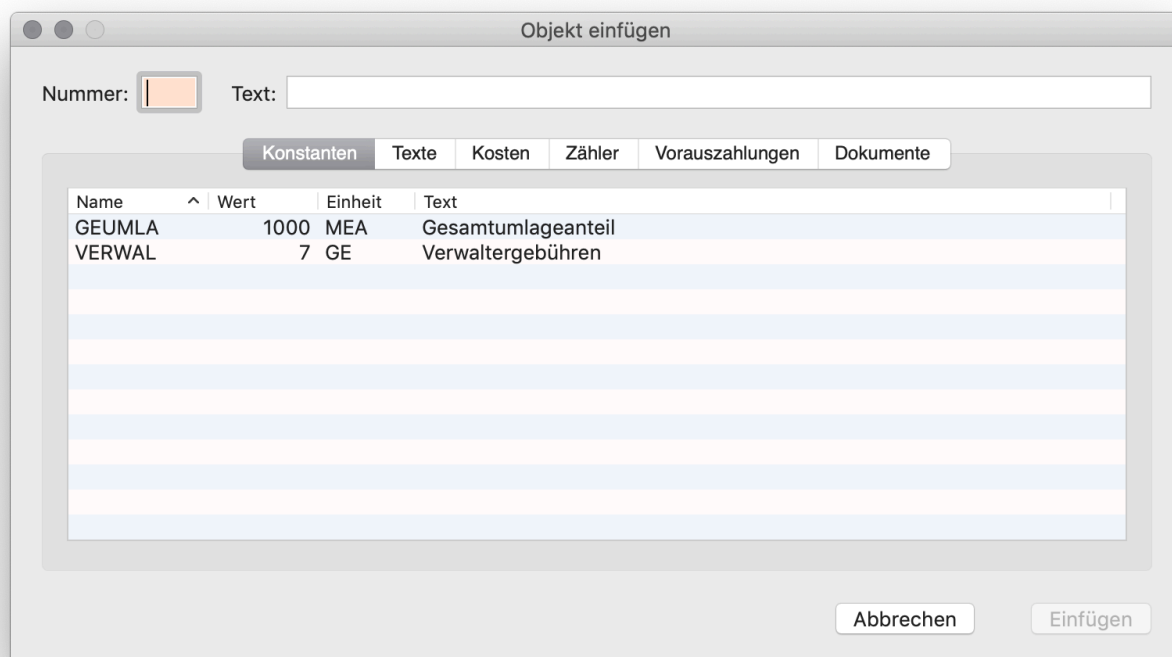 Objekt einfügen
Nummer: Text:
Konstanten Texte Kosten Zähler Vorauszahlungen Dokumente
Name Wert Einheit Text
GEUMLA 1000 MEA Gesamtumlageanteil
VERWAL 7 GE Verwaltergebühren
Abbrechen Einfügen